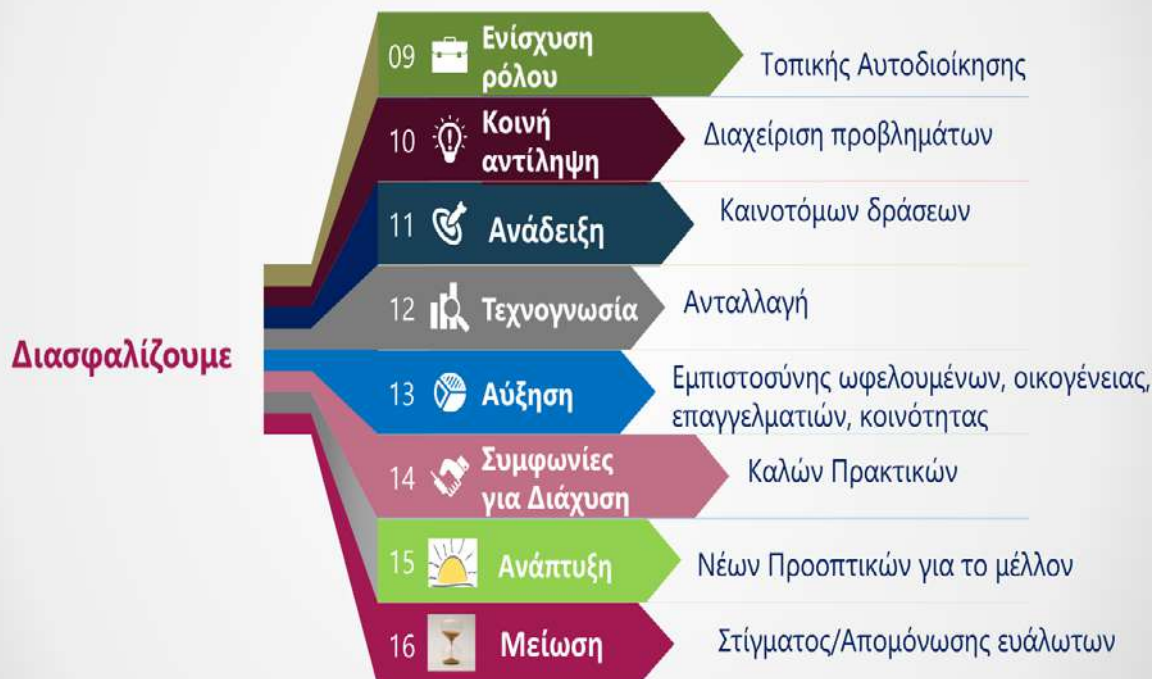 Διασφαλίζουμε
09 Ενίσχυση
ρόλου
Τοπικής Αυτοδιοίκησης
10 Κοινή
αντίληψη
Διαχείριση προβλημάτων
11 Ανάδειξη
Καινοτόμων δράσεων
12 Τεχνογνωσία
Ανταλλαγή
13 Αύξηση
Εμπιστοσύνης ωφελουμένων, οικογένειας,
επαγγελματιών, κοινότητας
14 Συμφωνίες
για Διάχυση
Καλών Πρακτικών
15 Ανάπτυξη
Νέων Προοπτικών για το μέλλον
16 Μείωση
Στίγματος/Απομόνωσης ευάλωτων